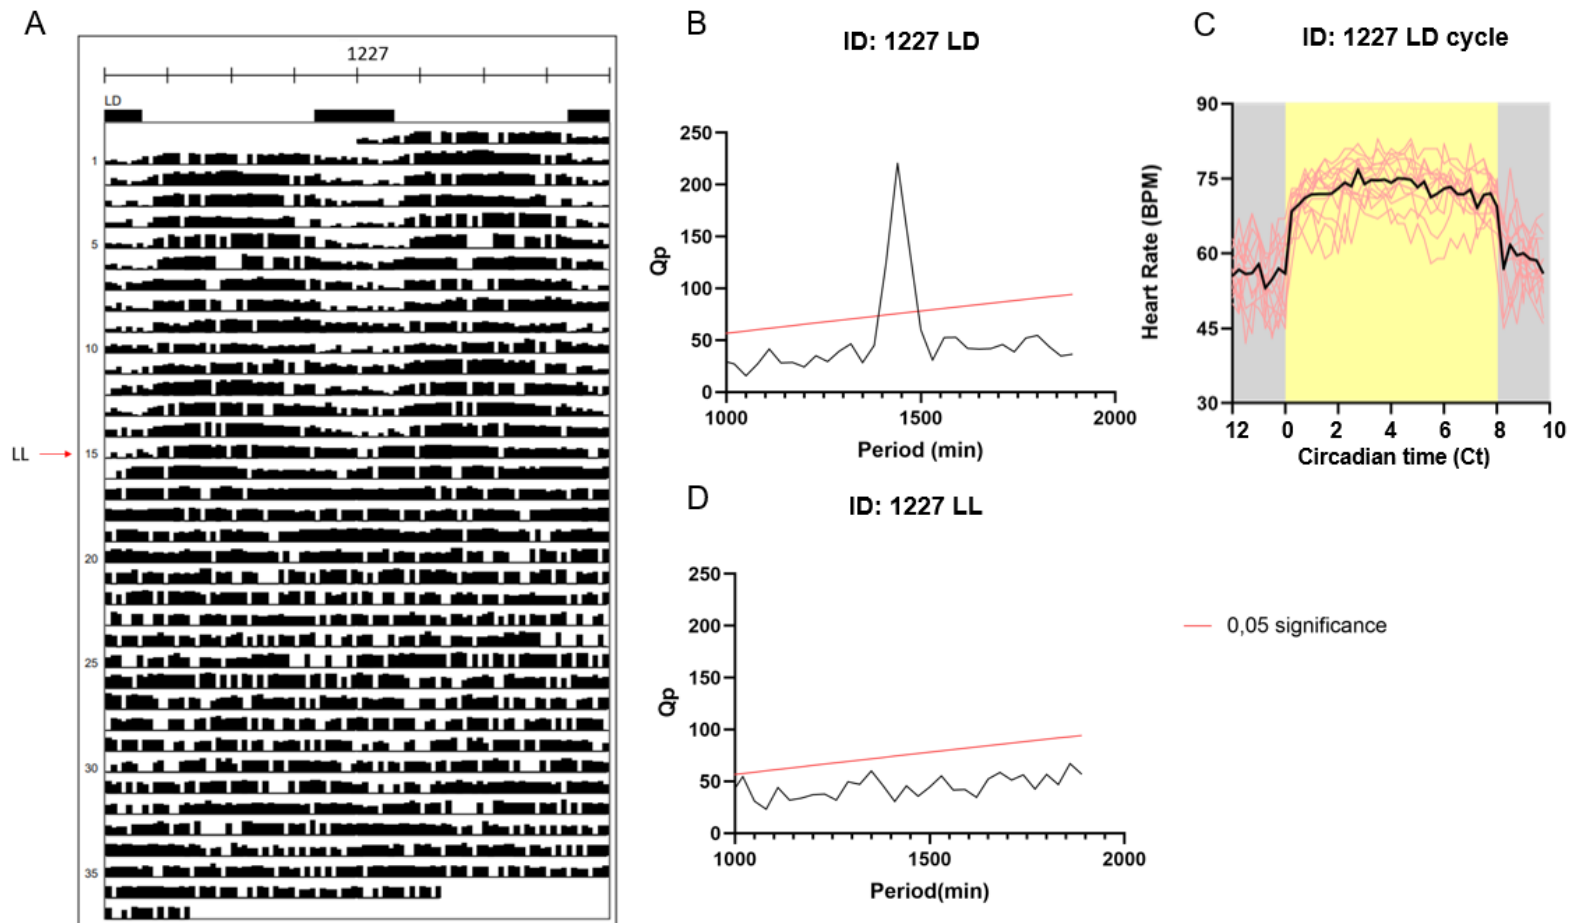 A
1227
LD
1
5
10
LL
15
20
25
30
35
B
ID: 1227 LD
250
200
150
100
50
0
Qp
1000 1500 2000
Period (min)
C
ID: 1227 LD cycle
90
75
60
45
30
Heart Rate (BPM)
12 0 2 4 6 8 10
Circadian time (Ct)
D
ID: 1227 LL
250
200
150
100
50
0
Qp
1000 1500 2000
Period(min)
0,05 significance